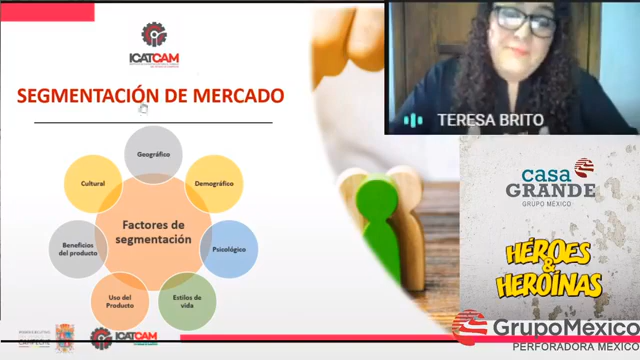 ICATCAM
SEGMENTACIÓN DE MERCADO
Geográfico
Cultural
Demográfico
Factores de
segmentación
Beneficios
del producto
Psicológico
Uso del
Producto
Estilos de
vida
TERESA BRITO
casa
GRANDE
GRUPO MÉXICO
HÉROES
&
HEROÍNAS
ICATCAM
GrupoMéxico
PERFORADORA MÉXICO